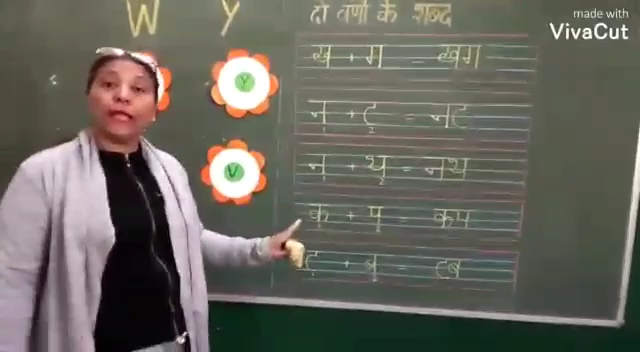 made with
VivaCut
W Y
दो वर्णो के शब्द
ख + ग - खग
Y
न + ट = नट
V
न + थ = नथ
क + प = कप
ट + ब - टब